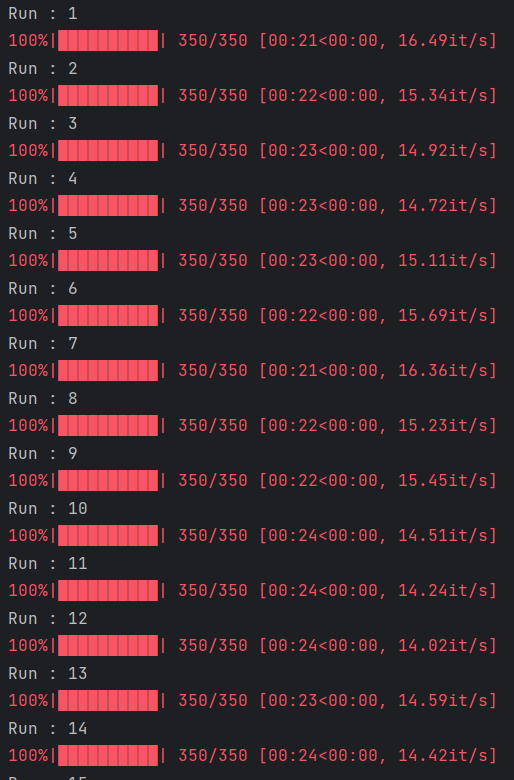 Run : 1
100%|██████████| 350/350 [00:21<00:00, 16.49it/s]
Run : 2
100%|██████████| 350/350 [00:22<00:00, 15.34it/s]
Run : 3
100%|██████████| 350/350 [00:23<00:00, 14.92it/s]
Run : 4
100%|██████████| 350/350 [00:23<00:00, 14.72it/s]
Run : 5
100%|██████████| 350/350 [00:23<00:00, 15.11it/s]
Run : 6
100%|██████████| 350/350 [00:22<00:00, 15.69it/s]
Run : 7
100%|██████████| 350/350 [00:21<00:00, 16.36it/s]
Run : 8
100%|██████████| 350/350 [00:22<00:00, 15.23it/s]
Run : 9
100%|██████████| 350/350 [00:22<00:00, 15.45it/s]
Run : 10
100%|██████████| 350/350 [00:24<00:00, 14.51it/s]
Run : 11
100%|██████████| 350/350 [00:24<00:00, 14.24it/s]
Run : 12
100%|██████████| 350/350 [00:24<00:00, 14.02it/s]
Run : 13
100%|██████████| 350/350 [00:23<00:00, 14.59it/s]
Run : 14
100%|██████████| 350/350 [00:24<00:00, 14.42it/s]